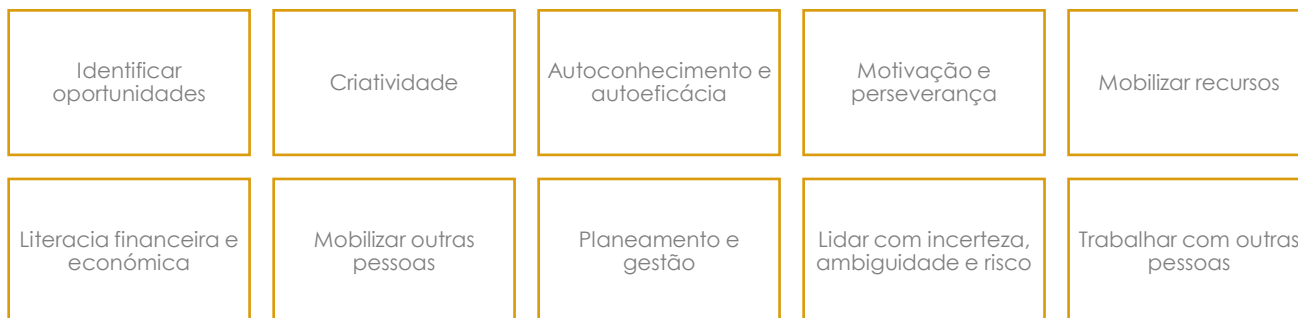 Identificar
oportunidades
Criatividade
Autoconhecimento e
autoeficácia
Motivação e
perseverança
Mobilizar recursos
Literacia financeira e
económica
Mobilizar outras
pessoas
Planeamento e
gestão
Lidar com incerteza,
ambiguidade e risco
Trabalhar com outras
pessoas